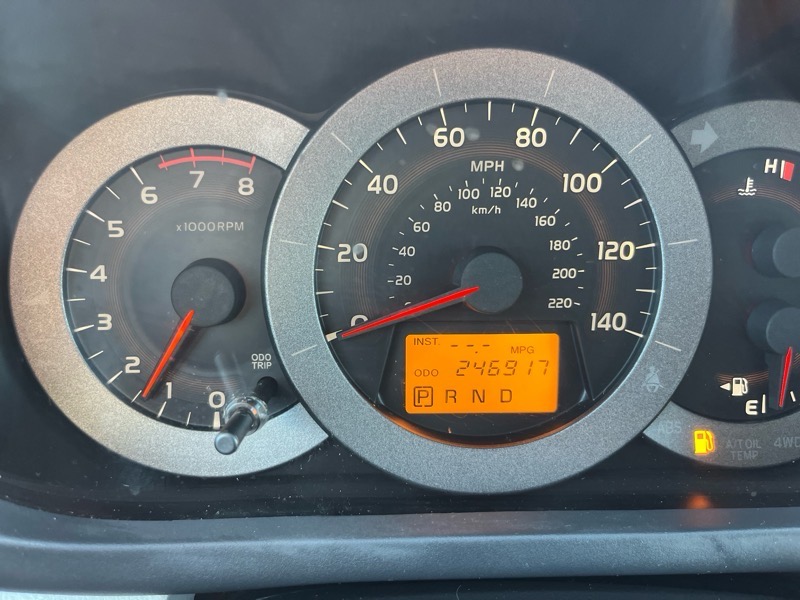 8
7
6
5
4
3
2
1
0
x1000RPM
ODO
TRIP
0
20
40
60
80
100
120
140
MPH
20
40
60
80
100
120
140
160
180
200
220
km/h
INST. --.- MPG
ODO 246917
P R N D
H
E
ABS
A/T OIL
TEMP
4WD